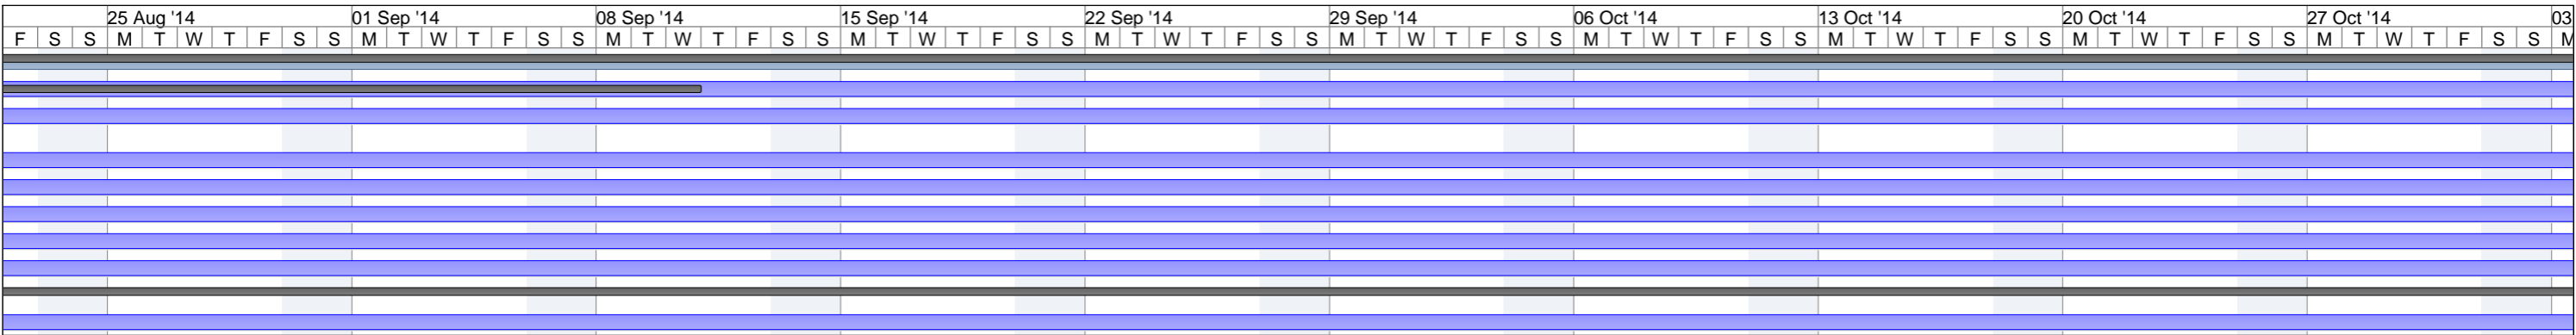 25 Aug '14 01 Sep '14 08 Sep '14 15 Sep '14 22 Sep '14 29 Sep '14 06 Oct '14 13 Oct '14 20 Oct '14 27 Oct '14 03
F S S M T W T F S S M T W T F S S M T W T F S S M T W T F S S M T W T F S S M T W T F S S M T W T F S S M T W T F S S M T W T F S S M T W T F S S M